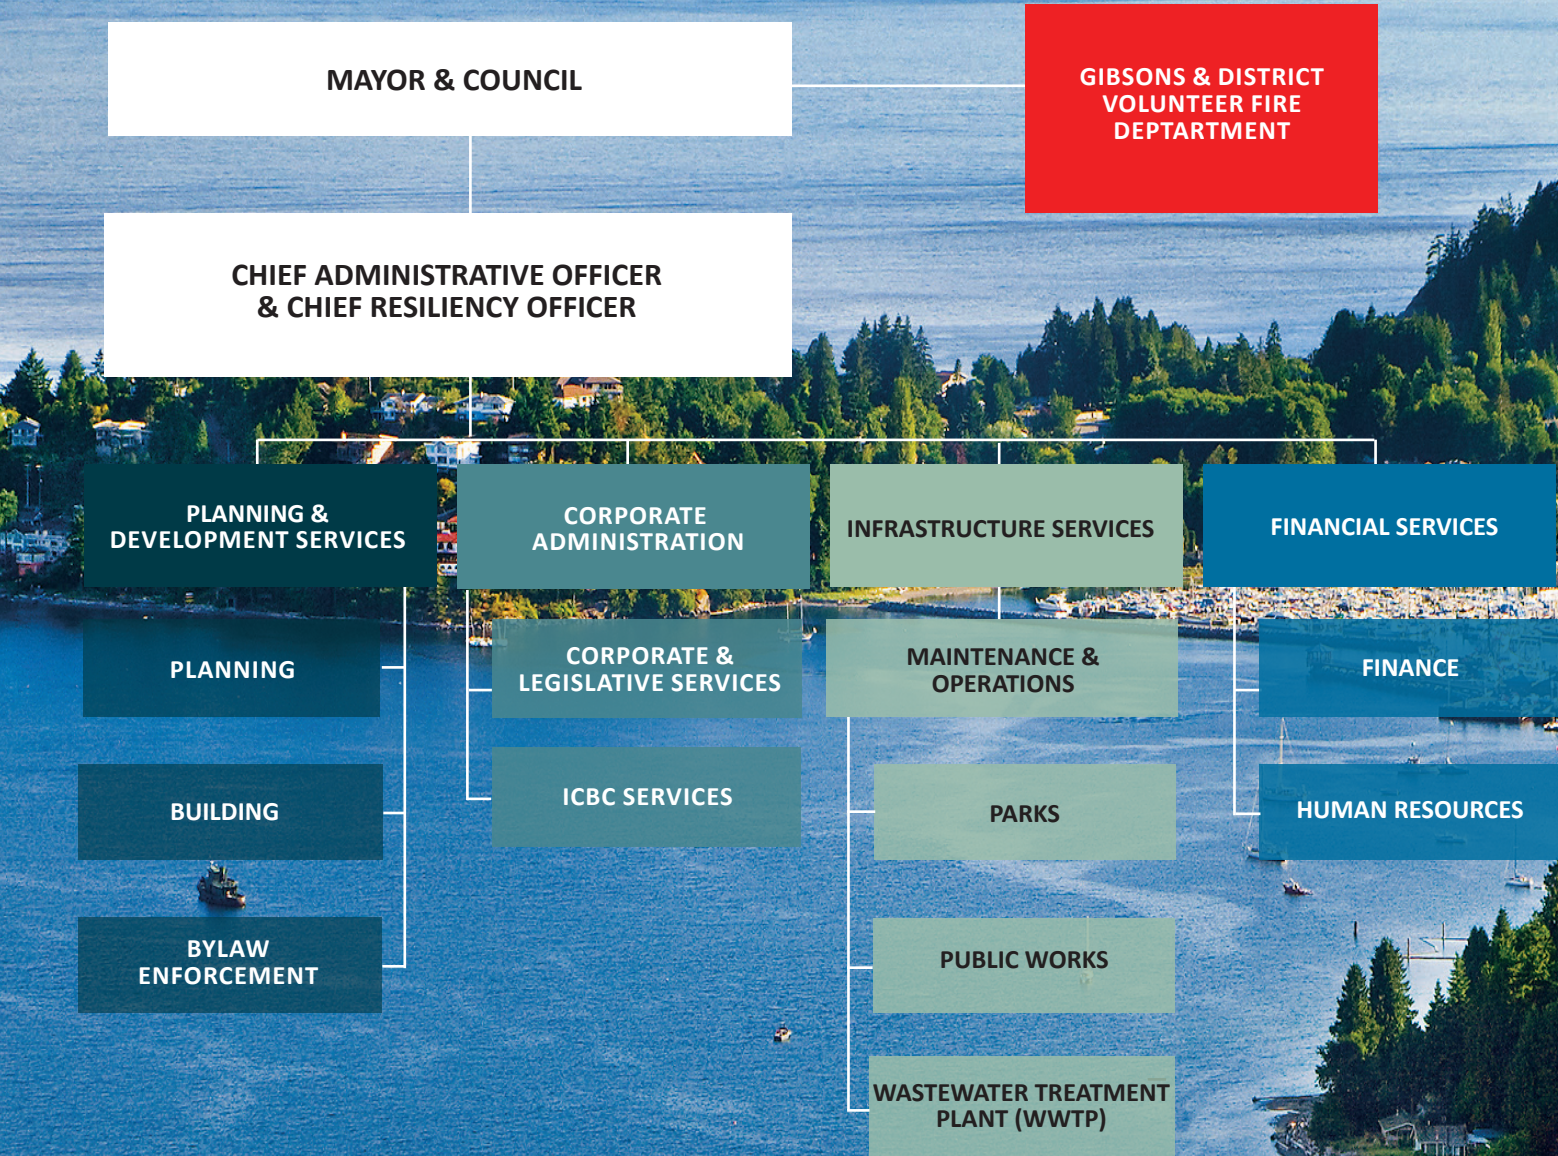 MAYOR & COUNCIL
GIBSONS & DISTRICT
VOLUNTEER FIRE
DEPTARTMENT
CHIEF ADMINISTRATIVE OFFICER
& CHIEF RESILIENCY OFFICER
PLANNING &
DEVELOPMENT SERVICES
CORPORATE
ADMINISTRATION
INFRASTRUCTURE SERVICES
FINANCIAL SERVICES
PLANNING
BUILDING
BYLAW
ENFORCEMENT
CORPORATE &
LEGISLATIVE SERVICES
ICBC SERVICES
MAINTENANCE &
OPERATIONS
PARKS
PUBLIC WORKS
WASTEWATER TREATMENT
PLANT (WWTP)
FINANCE
HUMAN RESOURCES